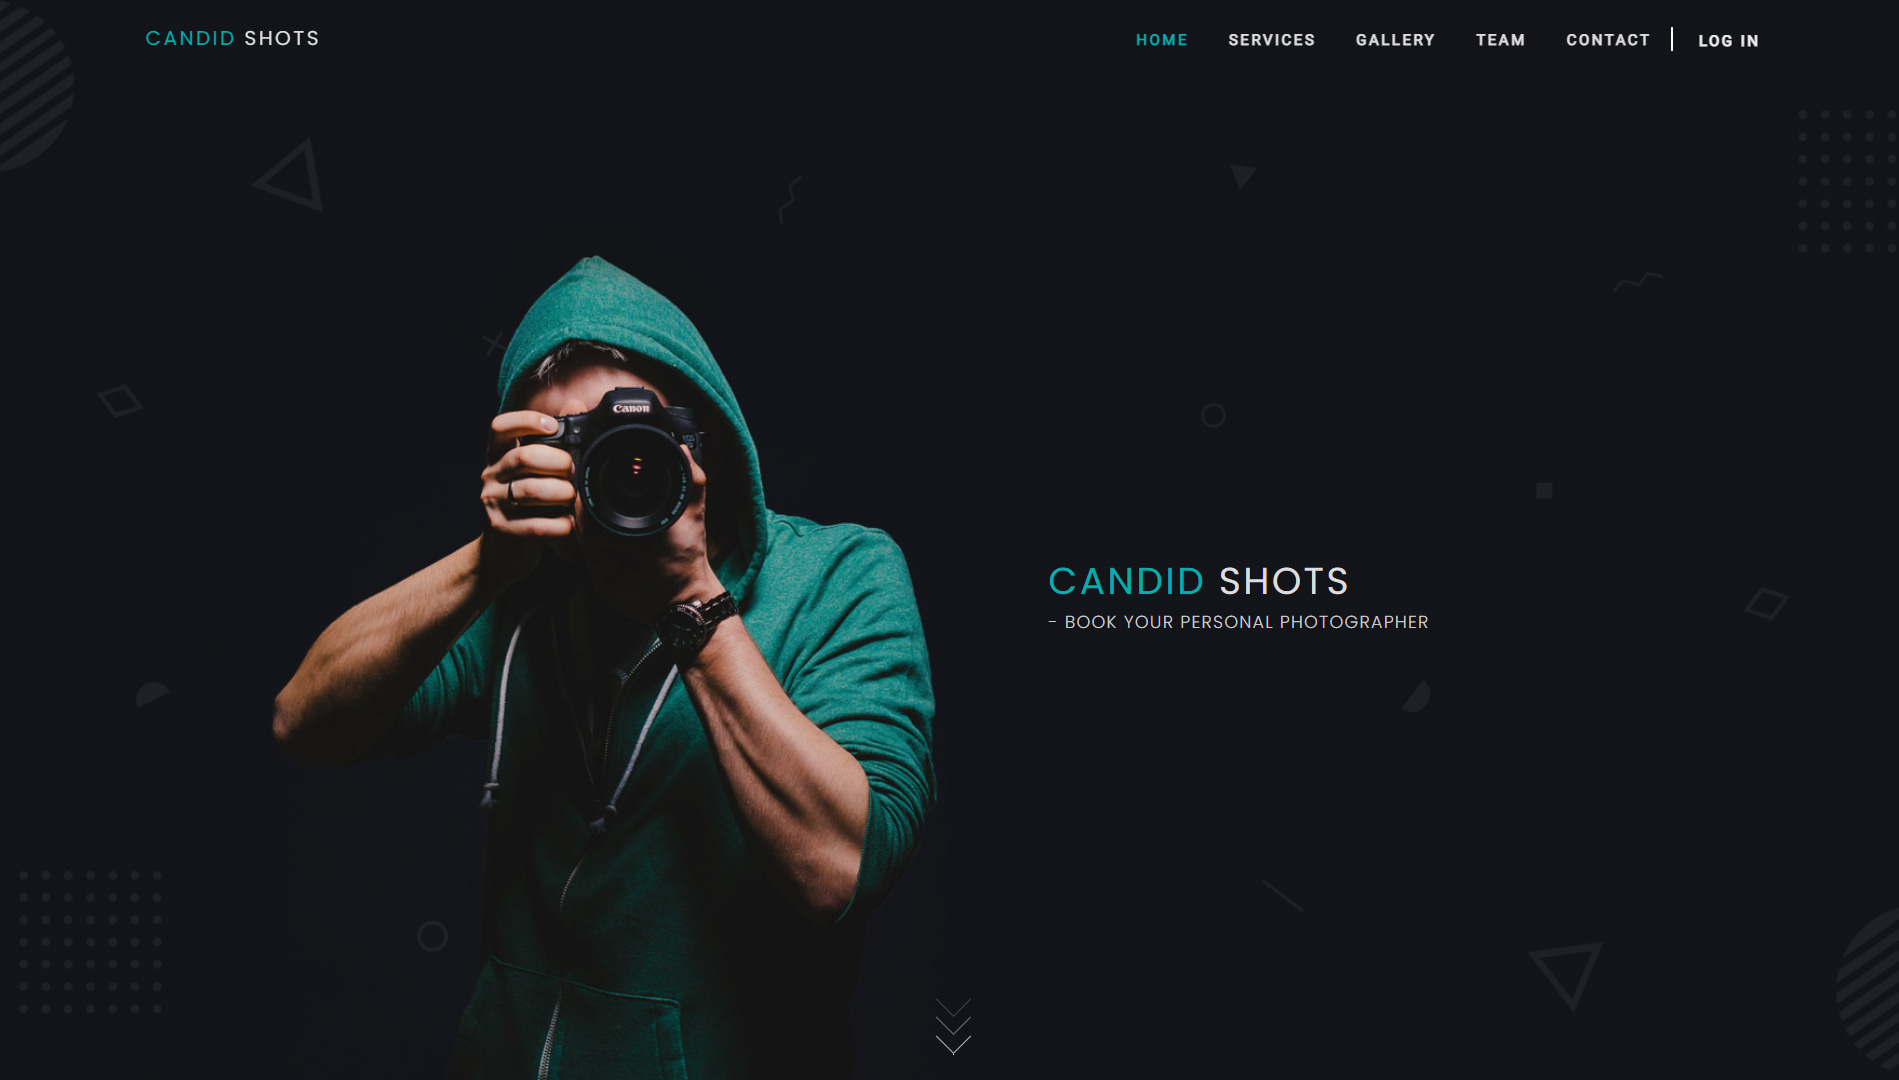 CANDID SHOTS
HOME SERVICES GALLERY TEAM CONTACT LOG IN
Canon
CANDID SHOTS
- BOOK YOUR PERSONAL PHOTOGRAPHER